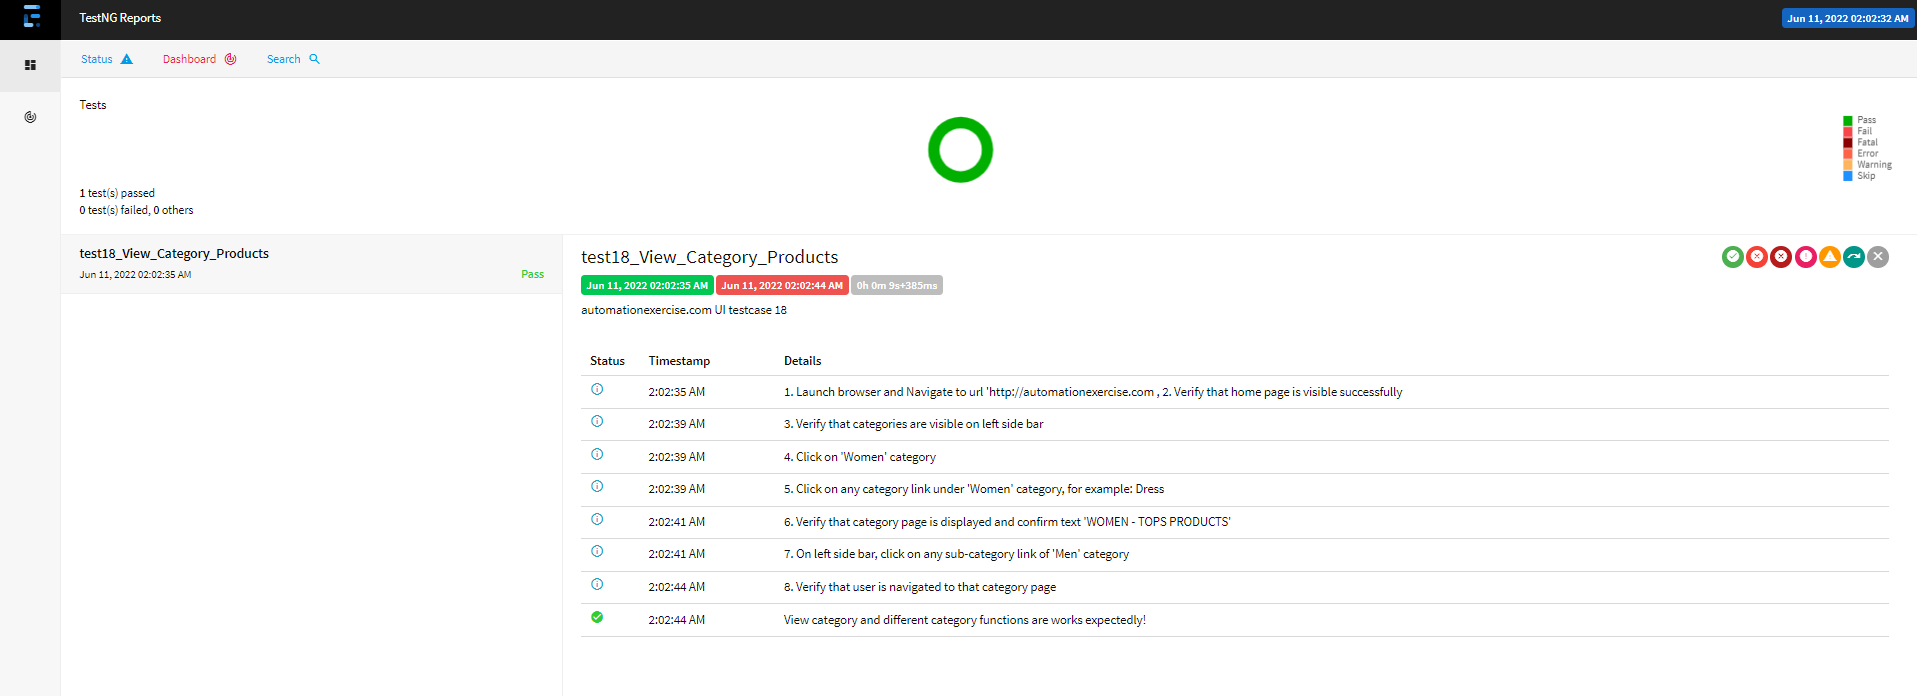 TestNG Reports
Jun 11, 2022 02:02:32 AM
Status
Dashboard
Search
Tests
Pass
Fail
Fatal
Error
Warning
Skip
1 test(s) passed
0 test(s) failed, 0 others
test18_View_Category_Products
Jun 11, 2022 02:02:35 AM
Pass
test18_View_Category_Products
Jun 11, 2022 02:02:35 AM Jun 11, 2022 02:02:44 AM 0h 0m 9s+385ms
automationexercise.com UI testcase 18
Status Timestamp Details
2:02:35 AM 1. Launch browser and Navigate to url 'http://automationexercise.com , 2. Verify that home page is visible successfully
2:02:39 AM 3. Verify that categories are visible on left side bar
2:02:39 AM 4. Click on 'Women' category
2:02:39 AM 5. Click on any category link under 'Women' category, for example: Dress
2:02:41 AM 6. Verify that category page is displayed and confirm text 'WOMEN - TOPS PRODUCTS'
2:02:41 AM 7. On left side bar, click on any sub-category link of 'Men' category
2:02:44 AM 8. Verify that user is navigated to that category page
2:02:44 AM View category and different category functions are works expectedly!